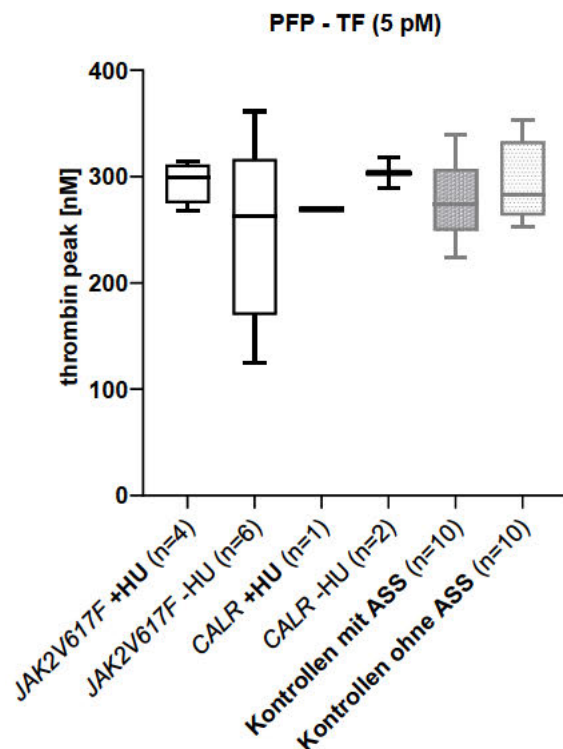 PFP - TF (5 pM)
thrombin peak [nM]
400
300
200
100
0
JAK2V617F +HU (n=4)
JAK2V617F -HU (n=6)
CALR +HU (n=1)
CALR -HU (n=2)
Kontrollen mit ASS (n=10)
Kontrollen ohne ASS (n=10)